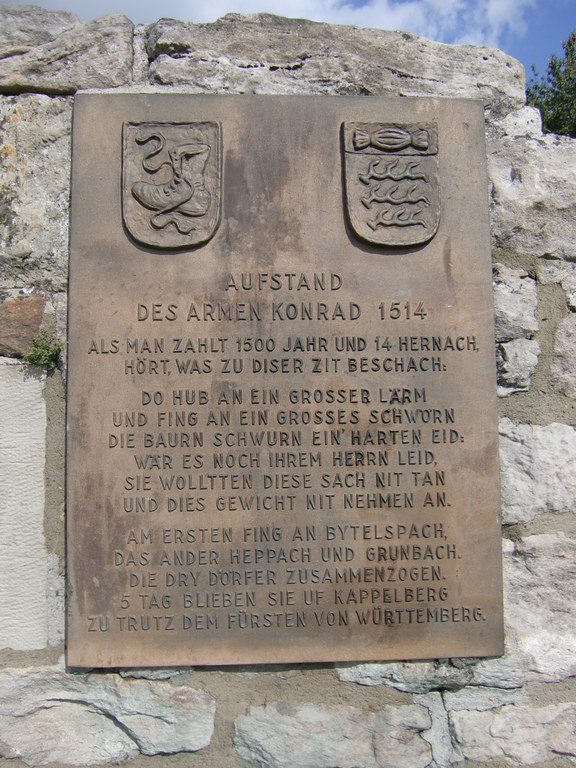 AUFSTAND
DES ARMEN KONRAD 1514
ALS MAN ZAHLT 1500 JAHR UND 14 HERNACH,
HÖRT, WAS ZU DISER ZIT BESCHACH:
DO HUB AN EIN GROSSER LÄRM
UND FING AN EIN GROSSES SCHWÖRN
DIE BAURN SCHWURN EIN' HARTEN EID:
WÄR ES NOCH IHREM HERRN LEID,
SIE WOLLTTEN DIESE SACH NIT TAN
UND DIES GEWICHT NIT NEHMEN AN.
AM ERSTEN FING AN BYTELSPACH,
DAS ANDER HEPPACH UND GRUNBACH.
DIE DRY DÖRFER ZUSAMMENZOGEN.
5 TAG BLIEBEN SIE UF KAPPELBERG
ZU TRUTZ DEM FÜRSTEN VON WÜRTTEMBERG.